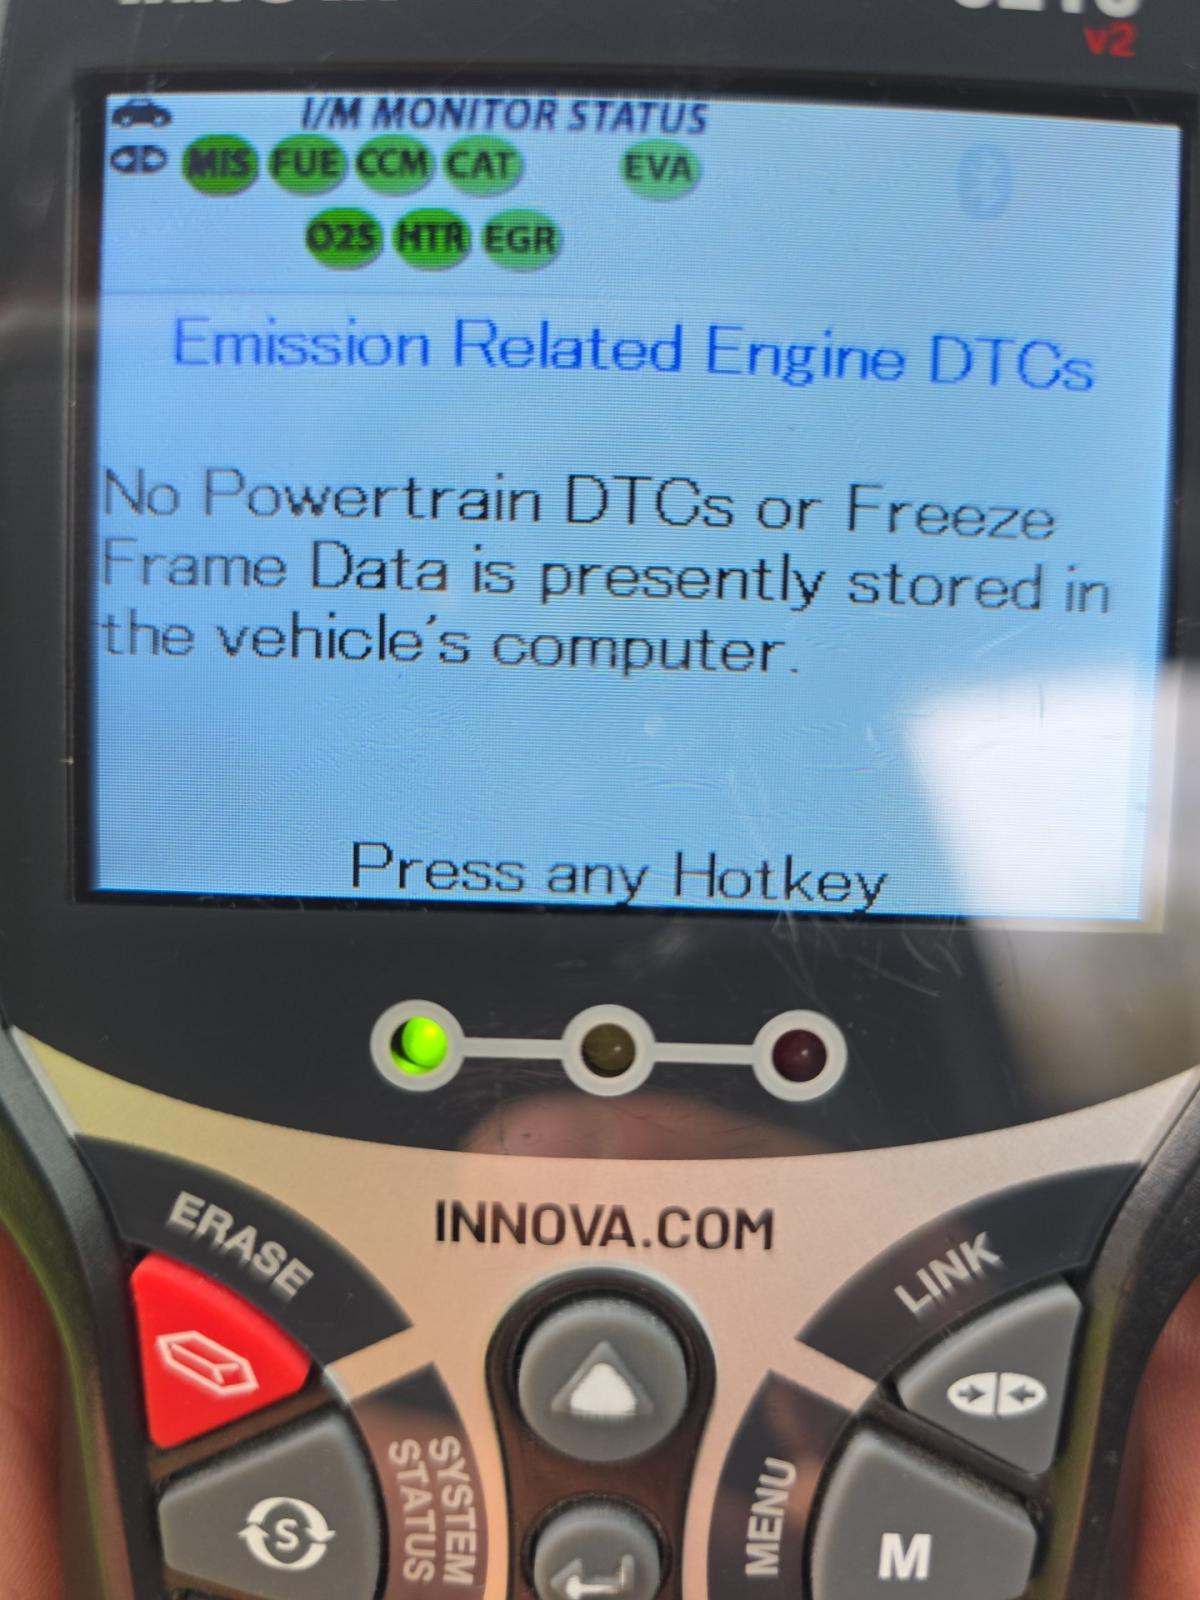 v2
I/M MONITOR STATUS
MIS FUE CCM CAT EVA
O2S HTR EGR
Emission Related Engine DTCs
No Powertrain DTCs or Freeze
Frame Data is presently stored in
the vehicle's computer.
Press any Hotkey
INNOVA.COM
ERASE
LINK
S
SYSTEM
STATUS
MENU
M